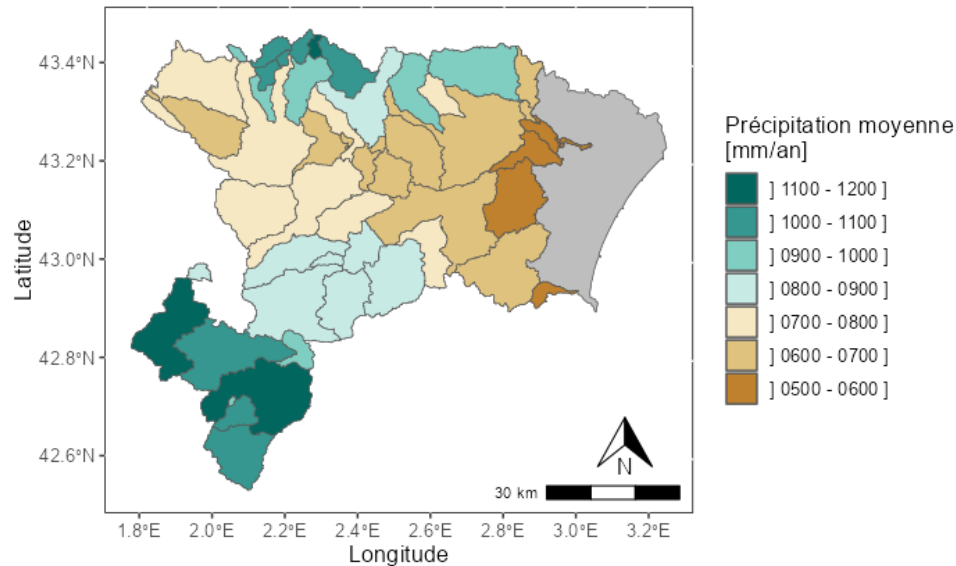 43.4°N
43.2°N
43.0°N
42.8°N
42.6°N
Latitude
1.8°E 2.0°E 2.2°E 2.4°E 2.6°E 2.8°E 3.0°E 3.2°E
Longitude
N
30 km
Précipitation moyenne
[mm/an]
] 1100 - 1200 ]
] 1000 - 1100 ]
] 0900 - 1000 ]
] 0800 - 0900 ]
] 0700 - 0800 ]
] 0600 - 0700 ]
] 0500 - 0600 ]